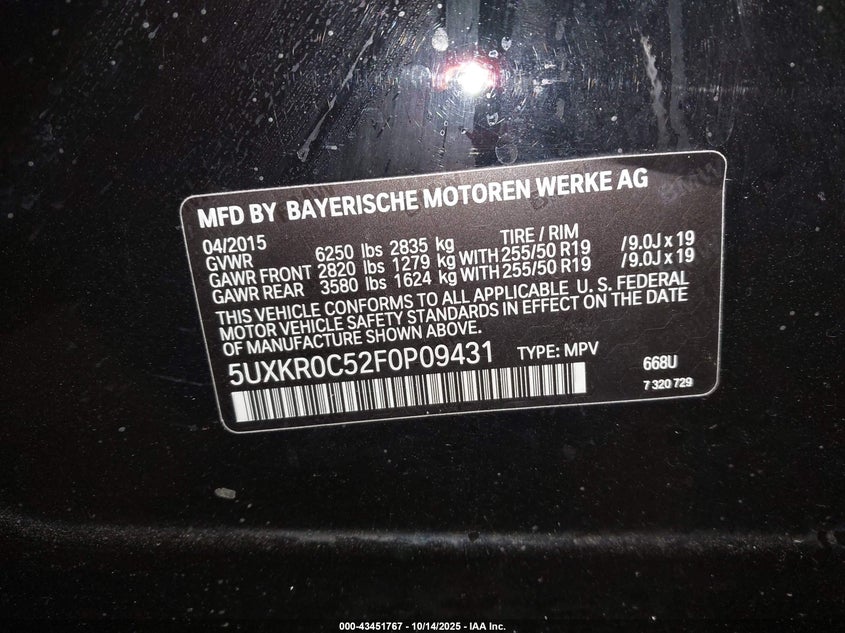 MFD BY BAYERISCHE MOTOREN WERKE AG
04/2015 TIRE / RIM
GVWR 6250 lbs 2835 kg
GAWR FRONT 2820 lbs 1279 kg WITH 255/50 R19 /9.0J x 19
GAWR REAR 3580 lbs 1624 kg WITH 255/50 R19 /9.0J x 19
THIS VEHICLE CONFORMS TO ALL APPLICABLE U. S. FEDERAL
MOTOR VEHICLE SAFETY STANDARDS IN EFFECT ON THE DATE
OF MANUFACTURE SHOWN ABOVE.
5UXKR0C52F0P09431 TYPE: MPV 668U
7 320 729
000-43451767 - 10/14/2025 - IAA Inc.